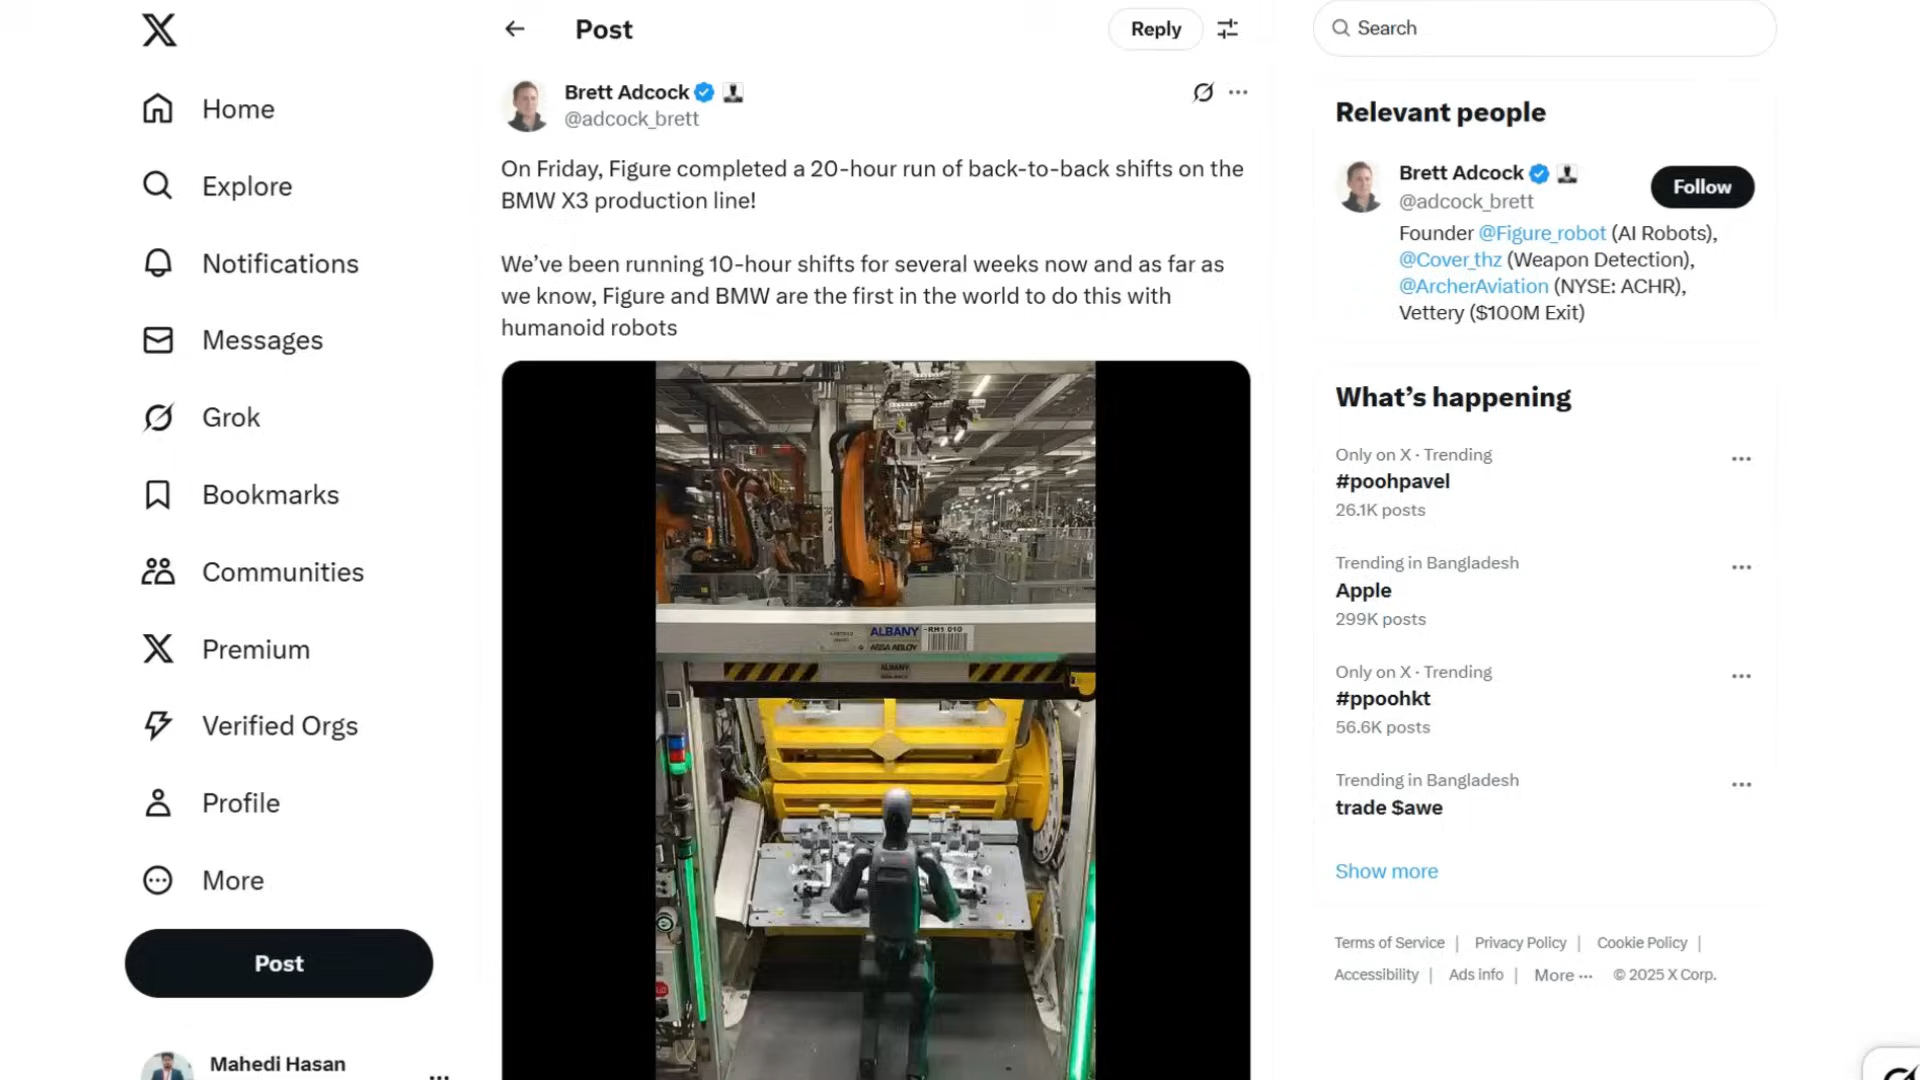 Home
Explore
Notifications
Messages
Grok
Bookmarks
Communities
Premium
Verified Orgs
Profile
More
Post
Mahedi Hasan
Post
Reply
Brett Adcock
@adcock_brett
On Friday, Figure completed a 20-hour run of back-to-back shifts on the
BMW X3 production line!
We’ve been running 10-hour shifts for several weeks now and as far as
we know, Figure and BMW are the first in the world to do this with
humanoid robots
ALBANY
-RH1 010
ASSA ABLOY
ALBANY
Search
Relevant people
Brett Adcock
Follow
@adcock_brett
Founder @Figure_robot (AI Robots),
@Cover_thz (Weapon Detection),
@ArcherAviation (NYSE: ACHR),
Vettery ($100M Exit)
What’s happening
Only on X · Trending
#poohpavel
26.1K posts
Trending in Bangladesh
Apple
299K posts
Only on X · Trending
#ppoohkt
56.6K posts
Trending in Bangladesh
trade $awe
Show more
Terms of Service | Privacy Policy | Cookie Policy |
Accessibility | Ads info | More ··· © 2025 X Corp.